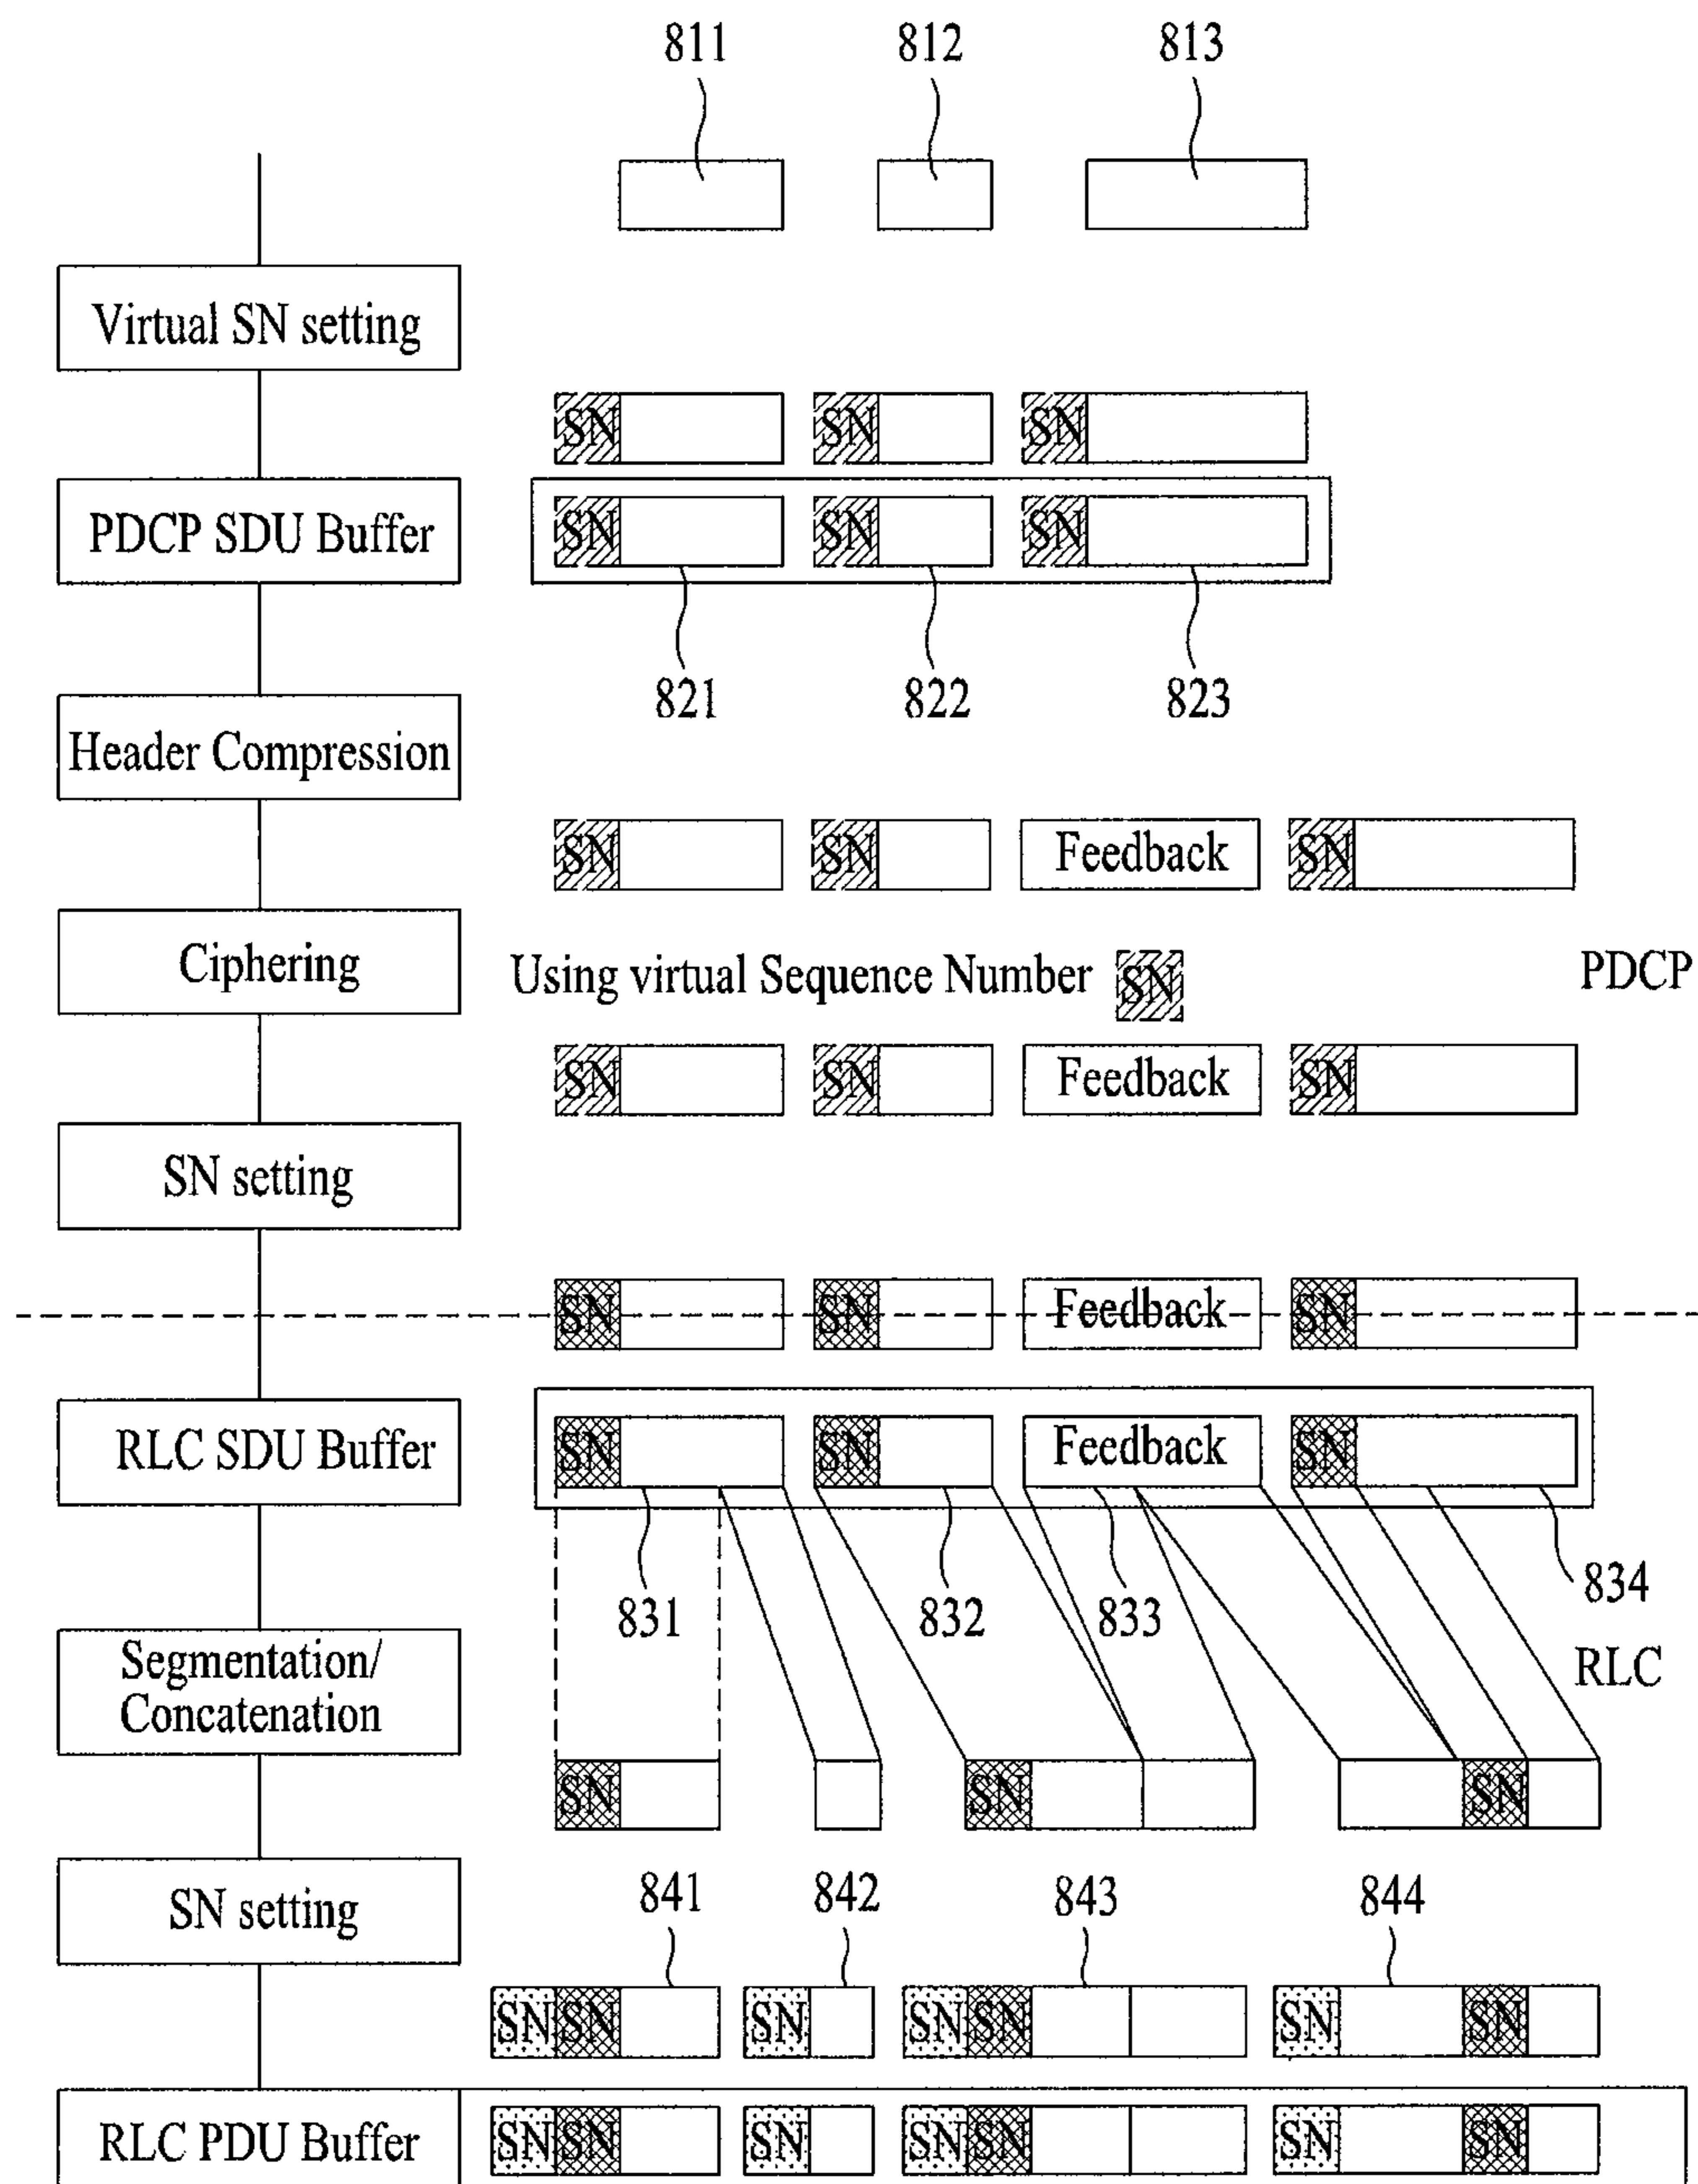 811 812 813
Virtual SN setting
SN SN SN
PDCP SDU Buffer
SN SN SN
821 822 823
Header Compression
SN SN Feedback SN
Ciphering
Using virtual Sequence Number SN
PDCP
SN SN Feedback SN
SN setting
SN SN Feedback SN
RLC SDU Buffer
SN SN Feedback SN
831 832 833 834
Segmentation/
Concatenation
RLC
SN SN SN
SN setting
841 842 843 844
SN SN SN SN SN SN SN
RLC PDU Buffer
SN SN SN SN SN SN SN